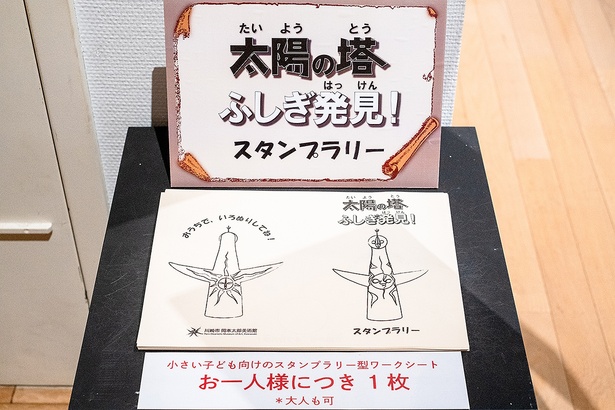 たいようとう
太陽の塔
はっけん
ふしぎ発見!
スタンプラリー
おうちで、いろぬりしてね!
たいようとう
太陽の塔
はっけん
ふしぎ発見!
川崎市 岡本太郎美術館
スタンプラリー
小さい子ども向けのスタンプラリー型ワークシート
お一人様につき 1 枚
*大人も可